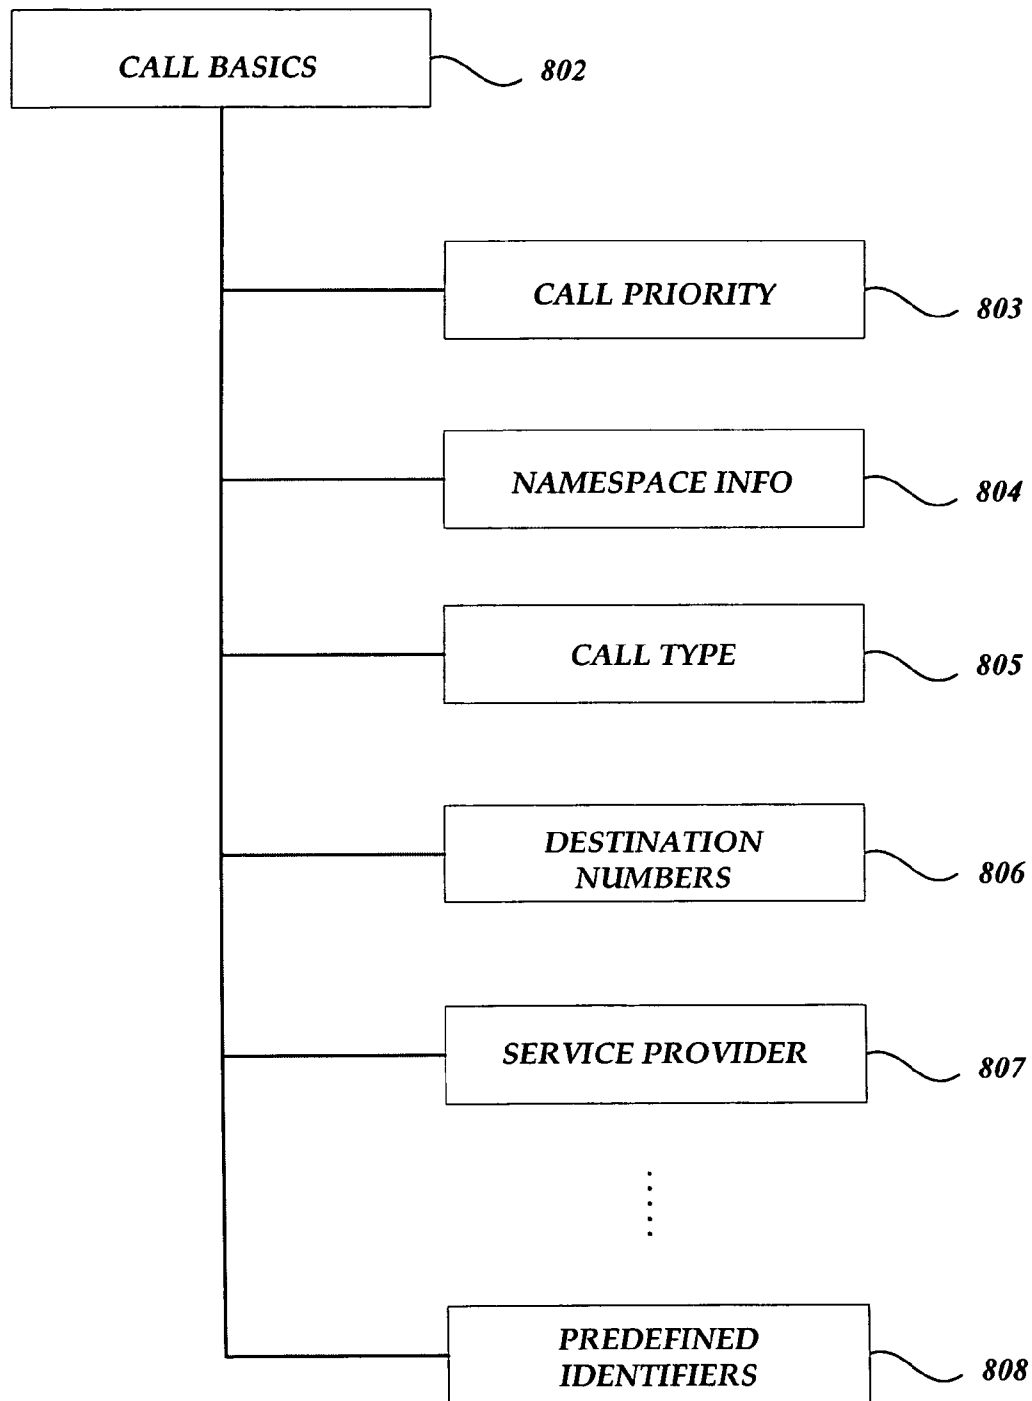 CALL BASICS
802
CALL PRIORITY
803
NAMESPACE INFO
804
CALL TYPE
805
DESTINATION
NUMBERS
806
SERVICE PROVIDER
807
PREDEFINED
IDENTIFIERS
808